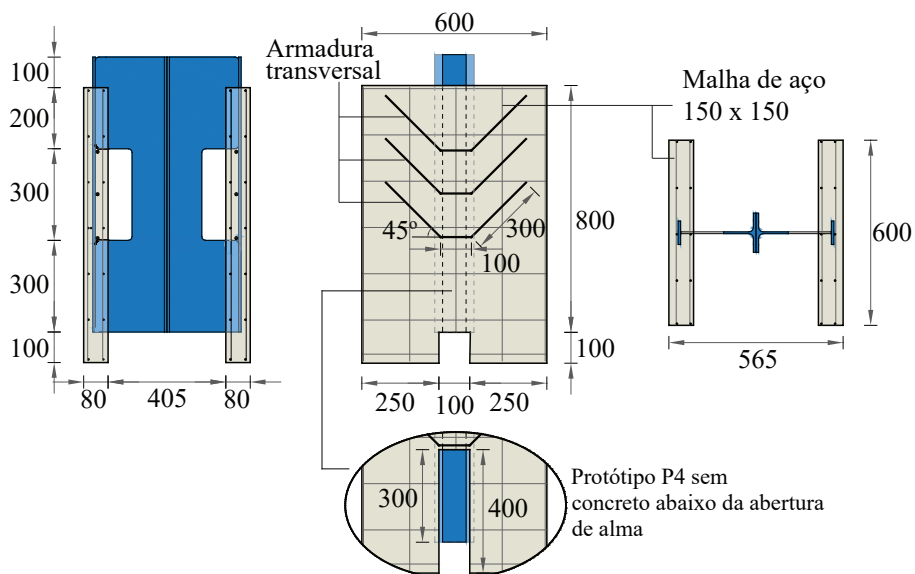 600
Armadura
transversal
100
200
300
300
100
80
405
80
45º
300
100
800
100
250
100
250
Malha de aço
150 x 150
600
565
300
400
Protótipo P4 sem
concreto abaixo da abertura
de alma